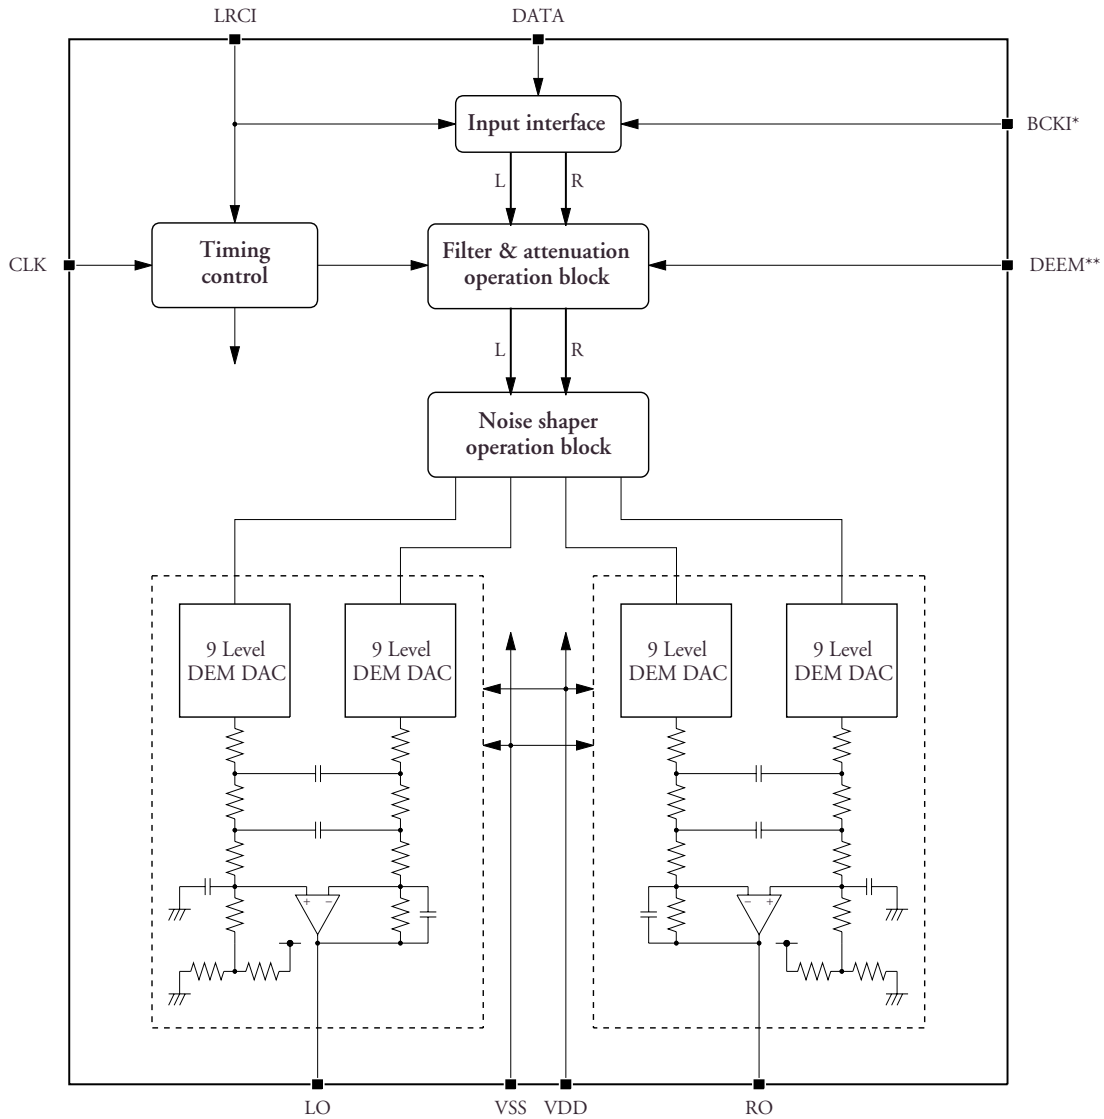 LRCI
DATA
Input interface
BCKI*
L
R
CLK
Timing
control
Filter & attenuation
operation block
DEEM**
L
R
Noise shaper
operation block
9 Level
DEM DAC
9 Level
DEM DAC
9 Level
DEM DAC
9 Level
DEM DAC
+
−
−
+
LO
VSS
VDD
RO